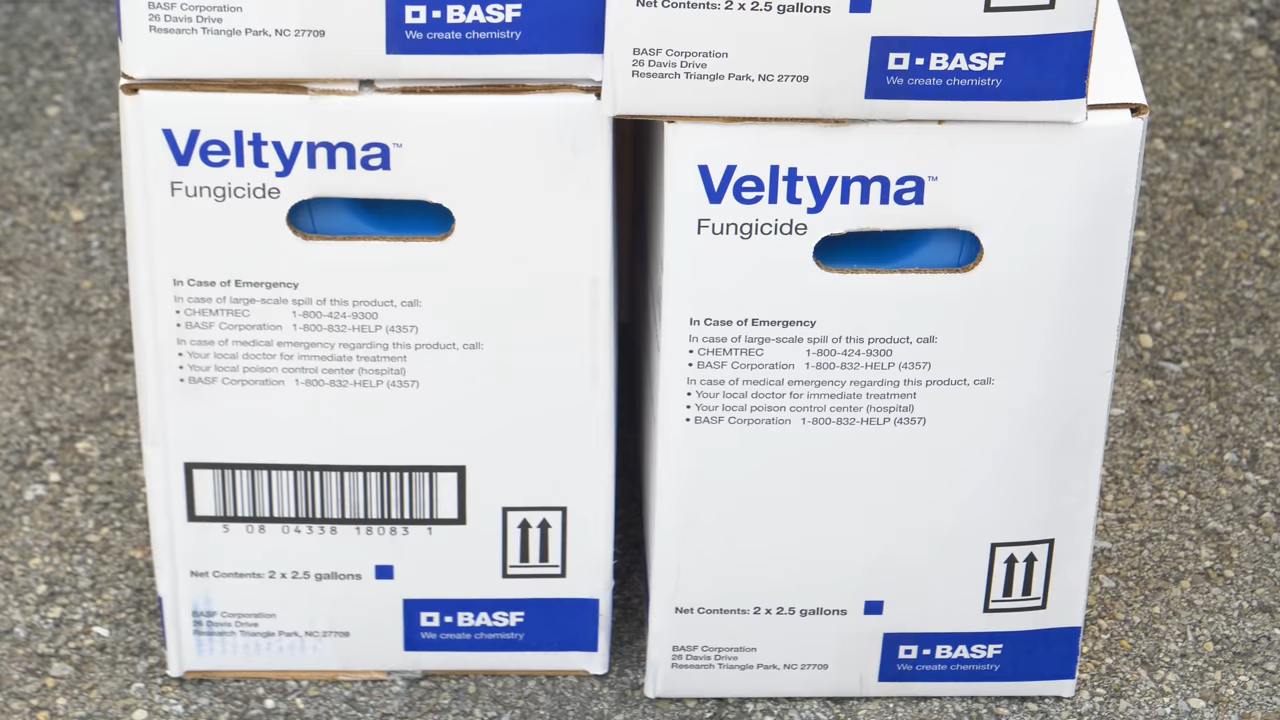 BASF Corporation
26 Davis Drive
Research Triangle Park, NC 27709
BASF
We create chemistry
Net Contents: 2 x 2.5 gallons
BASF Corporation
26 Davis Drive
Research Triangle Park, NC 27709
BASF
We create chemistry
Veltyma™
Fungicide
In Case of Emergency
In case of large-scale spill of this product, call:
• CHEMTREC 1-800-424-9300
• BASF Corporation 1-800-832-HELP (4357)
In case of medical emergency regarding this product, call:
• Your local doctor for immediate treatment
• Your local poison control center (hospital)
• BASF Corporation 1-800-832-HELP (4357)
5 08 04338 18083 1
Net Contents: 2 x 2.5 gallons
BASF Corporation
26 Davis Drive
Research Triangle Park, NC 27709
BASF
We create chemistry
Veltyma™
Fungicide
In Case of Emergency
In case of large-scale spill of this product, call:
• CHEMTREC 1-800-424-9300
• BASF Corporation 1-800-832-HELP (4357)
In case of medical emergency regarding this product, call:
• Your local doctor for immediate treatment
• Your local poison control center (hospital)
• BASF Corporation 1-800-832-HELP (4357)
Net Contents: 2 x 2.5 gallons
BASF Corporation
26 Davis Drive
Research Triangle Park, NC 27709
BASF
We create chemistry